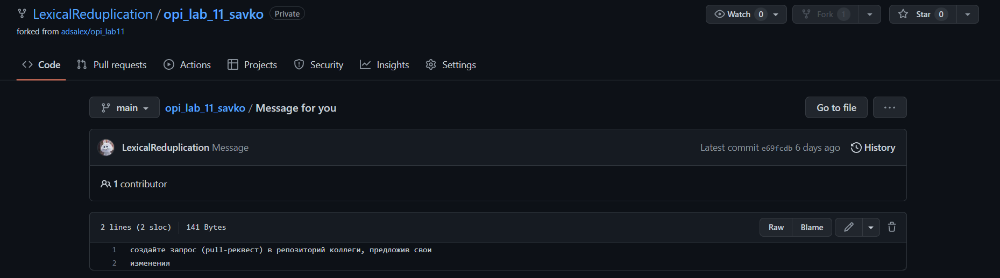 LexicalReduplication / opi_lab_11_savko Private Watch 0 Fork 1 Star 0
forked from adsalex/opi_lab11
Code Pull requests Actions Projects Security Insights Settings
main opi_lab_11_savko / Message for you Go to file ...
LexicalReduplication Message Latest commit e69fcdb 6 days ago History
1 contributor
2 lines (2 sloc) 141 Bytes Raw Blame
1 создайте запрос (pull-реквест) в репозиторий коллеги, предложив свои
2 изменения